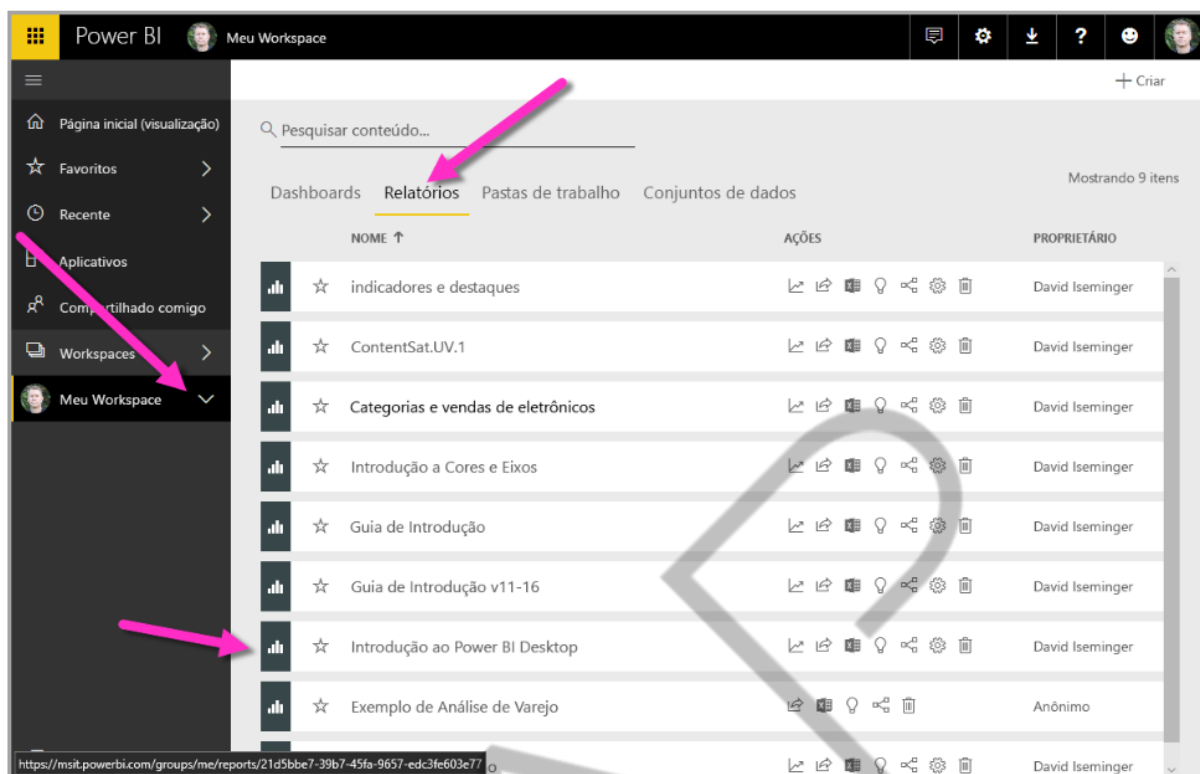 Power BI Meu Workspace
Criar
Página inicial (visualização)
Pesquisar conteúdo...
Favoritos
Mostrando 9 itens
Dashboards Relatórios Pastas de trabalho Conjuntos de dados
Recente
NOME AÇÕES PROPRIETÁRIO
Aplicativos
indicadores e destaques David Iseminger
Compartilhado comigo
Workspaces
ContentSat.UV.1 David Iseminger
Meu Workspace
Categorias e vendas de eletrônicos David Iseminger
Introdução a Cores e Eixos David Iseminger
Guia de Introdução David Iseminger
Guia de Introdução v11-16 David Iseminger
Introdução ao Power BI Desktop David Iseminger
Exemplo de Análise de Varejo Anônimo
https://msit.powerbi.com/groups/me/reports/21d5bbe7-39b7-45fa-9657-edc3fe603e77
David Iseminger